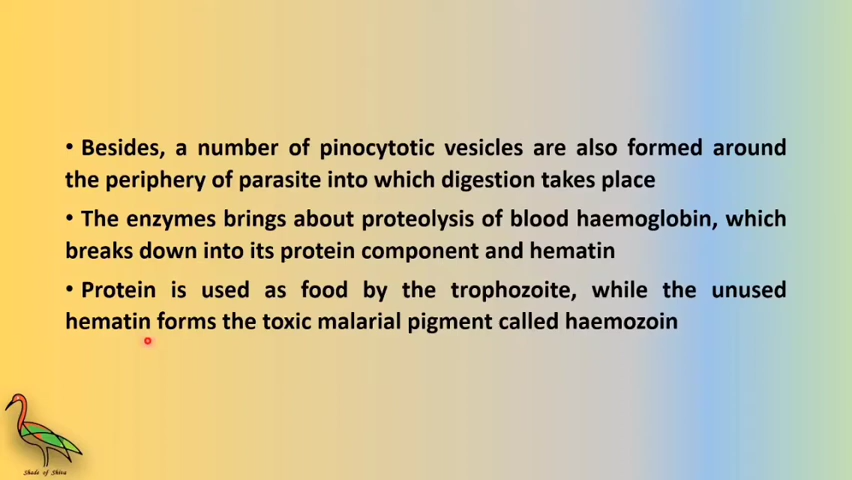 • Besides, a number of pinocytotic vesicles are also formed around
the periphery of parasite into which digestion takes place
• The enzymes brings about proteolysis of blood haemoglobin, which
breaks down into its protein component and hematin
• Protein is used as food by the trophozoite, while the unused
hematin forms the toxic malarial pigment called haemozoin
Shade of Shiva